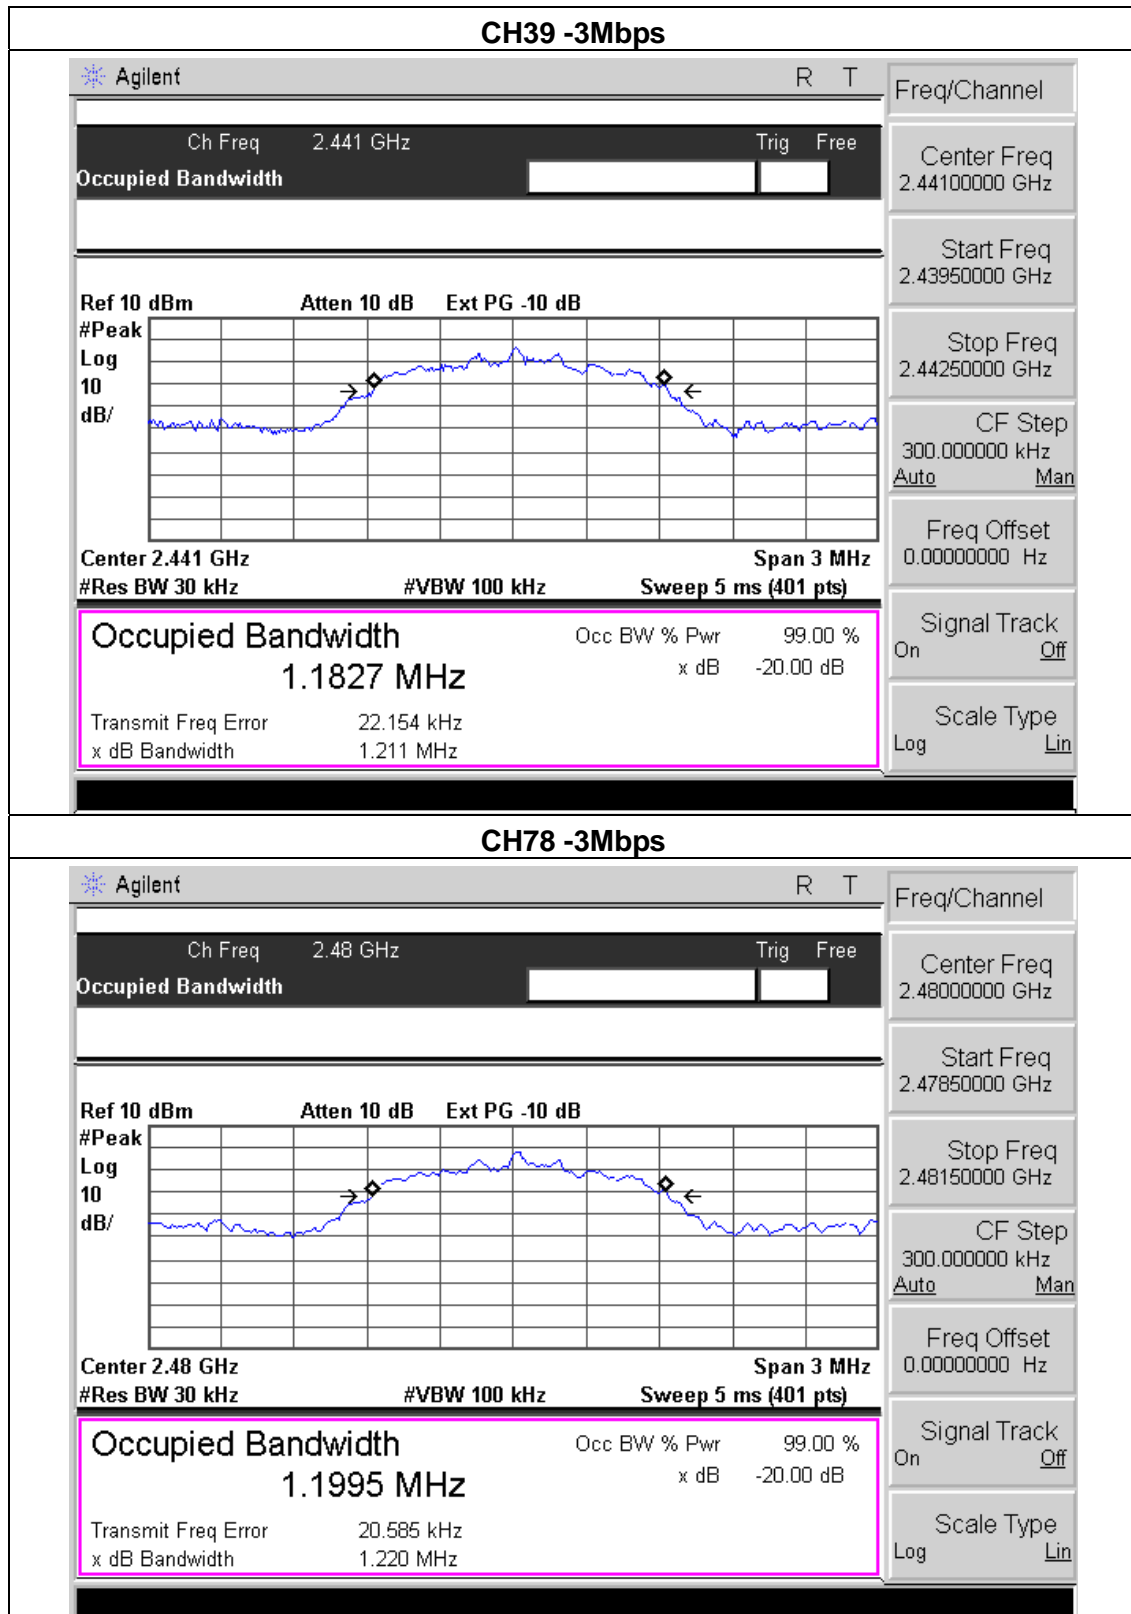 CH39 -3Mbps
Agilent R T
Freq/Channel
Ch Freq 2.441 GHz Trig Free
Occupied Bandwidth
Center Freq
2.44100000 GHz
Start Freq
2.43950000 GHz
Stop Freq
2.44250000 GHz
CF Step
300.000000 kHz
Auto Man
Freq Offset
0.00000000 Hz
Signal Track
On Off
Scale Type
Log Lin
Ref 10 dBm Atten 10 dB Ext PG -10 dB
#Peak
Log
10
dB/
Center 2.441 GHz Span 3 MHz
#Res BW 30 kHz #VBW 100 kHz Sweep 5 ms (401 pts)
Occupied Bandwidth
1.1827 MHz
Occ BW % Pwr 99.00 %
x dB -20.00 dB
Transmit Freq Error 22.154 kHz
x dB Bandwidth 1.211 MHz
CH78 -3Mbps
Agilent R T
Freq/Channel
Ch Freq 2.48 GHz Trig Free
Occupied Bandwidth
Center Freq
2.48000000 GHz
Start Freq
2.47850000 GHz
Stop Freq
2.48150000 GHz
CF Step
300.000000 kHz
Auto Man
Freq Offset
0.00000000 Hz
Signal Track
On Off
Scale Type
Log Lin
Ref 10 dBm Atten 10 dB Ext PG -10 dB
#Peak
Log
10
dB/
Center 2.48 GHz Span 3 MHz
#Res BW 30 kHz #VBW 100 kHz Sweep 5 ms (401 pts)
Occupied Bandwidth
1.1995 MHz
Occ BW % Pwr 99.00 %
x dB -20.00 dB
Transmit Freq Error 20.585 kHz
x dB Bandwidth 1.220 MHz